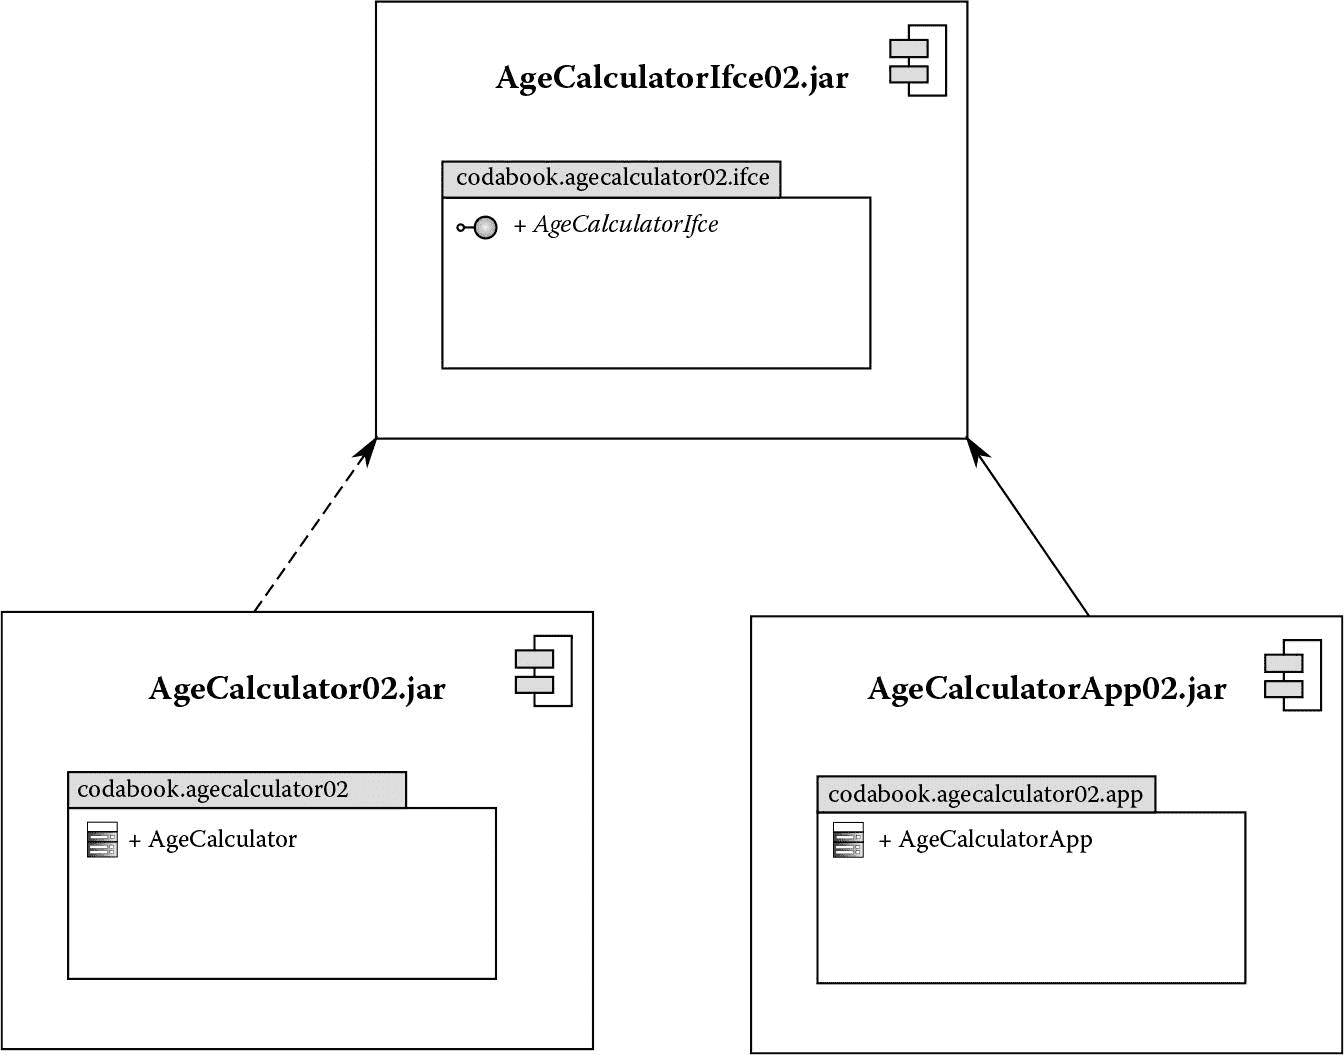 AgeCalculatorIfce02.jar
codabook.agecalculator02.ifce
+ AgeCalculatorIfce
AgeCalculator02.jar
codabook.agecalculator02
+ AgeCalculator
AgeCalculatorApp02.jar
codabook.agecalculator02.app
+ AgeCalculatorApp